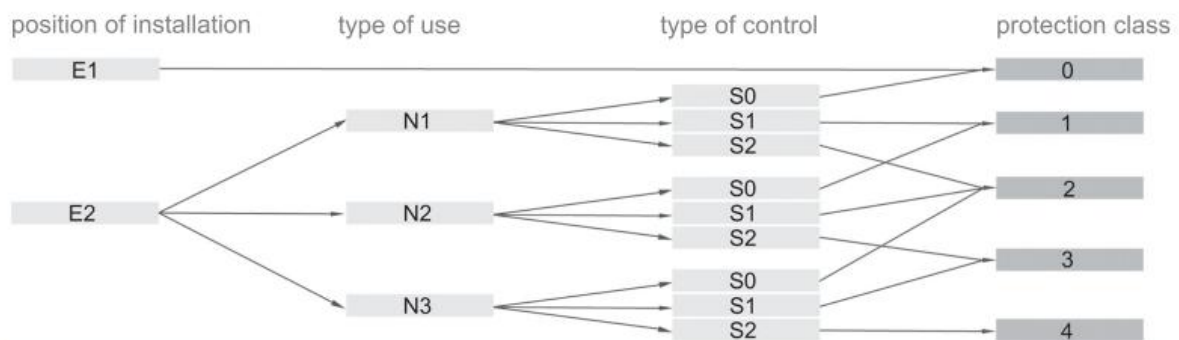 position of installation type of use type of control protection class
E1 0
S0
N1 S1 1
S2
S0 2
E2 N2 S1
S2
3
S0
N3 S1
S2 4